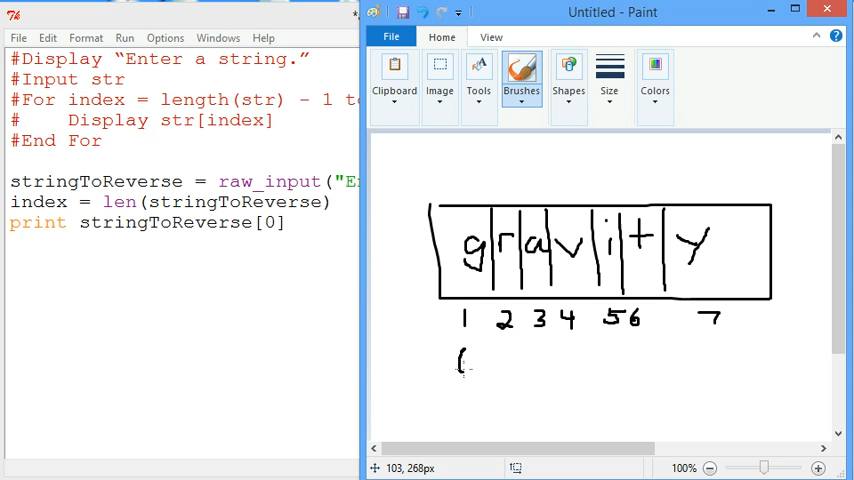 Untitled - Paint
File Edit Format Run Options Windows Help
#Display “Enter a string.”
#Input str
#For index = length(str) - 1 to
#    Display str[index]
#End For
stringToReverse = raw_input("En
index = len(stringToReverse)
print stringToReverse[0]
File Home View
Clipboard Image Tools Brushes Shapes Size Colors
g r a v i t y
1 2 3 4 5 6 7
103, 268px
100%